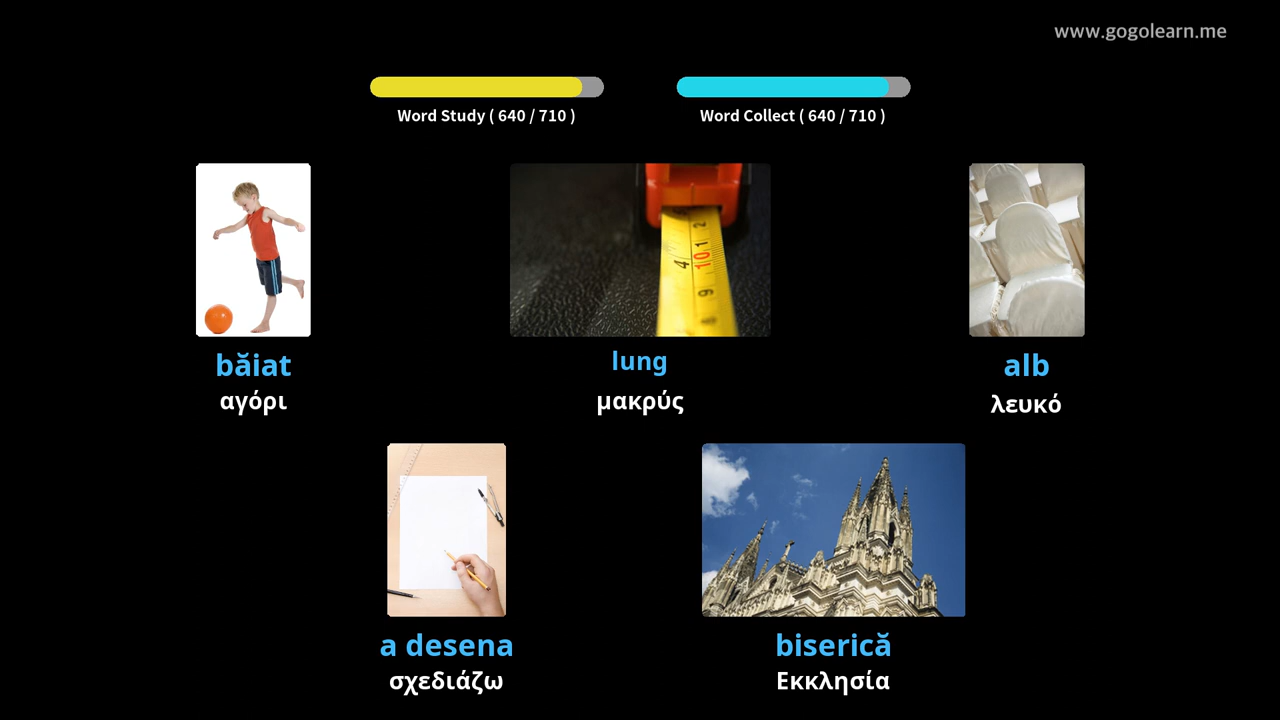 www.gogolearn.me
Word Study ( 640 / 710 )
Word Collect ( 640 / 710 )
băiat
αγόρι
lung
μακρύς
alb
λευκό
a desena
σχεδιάζω
biserică
Εκκλησία